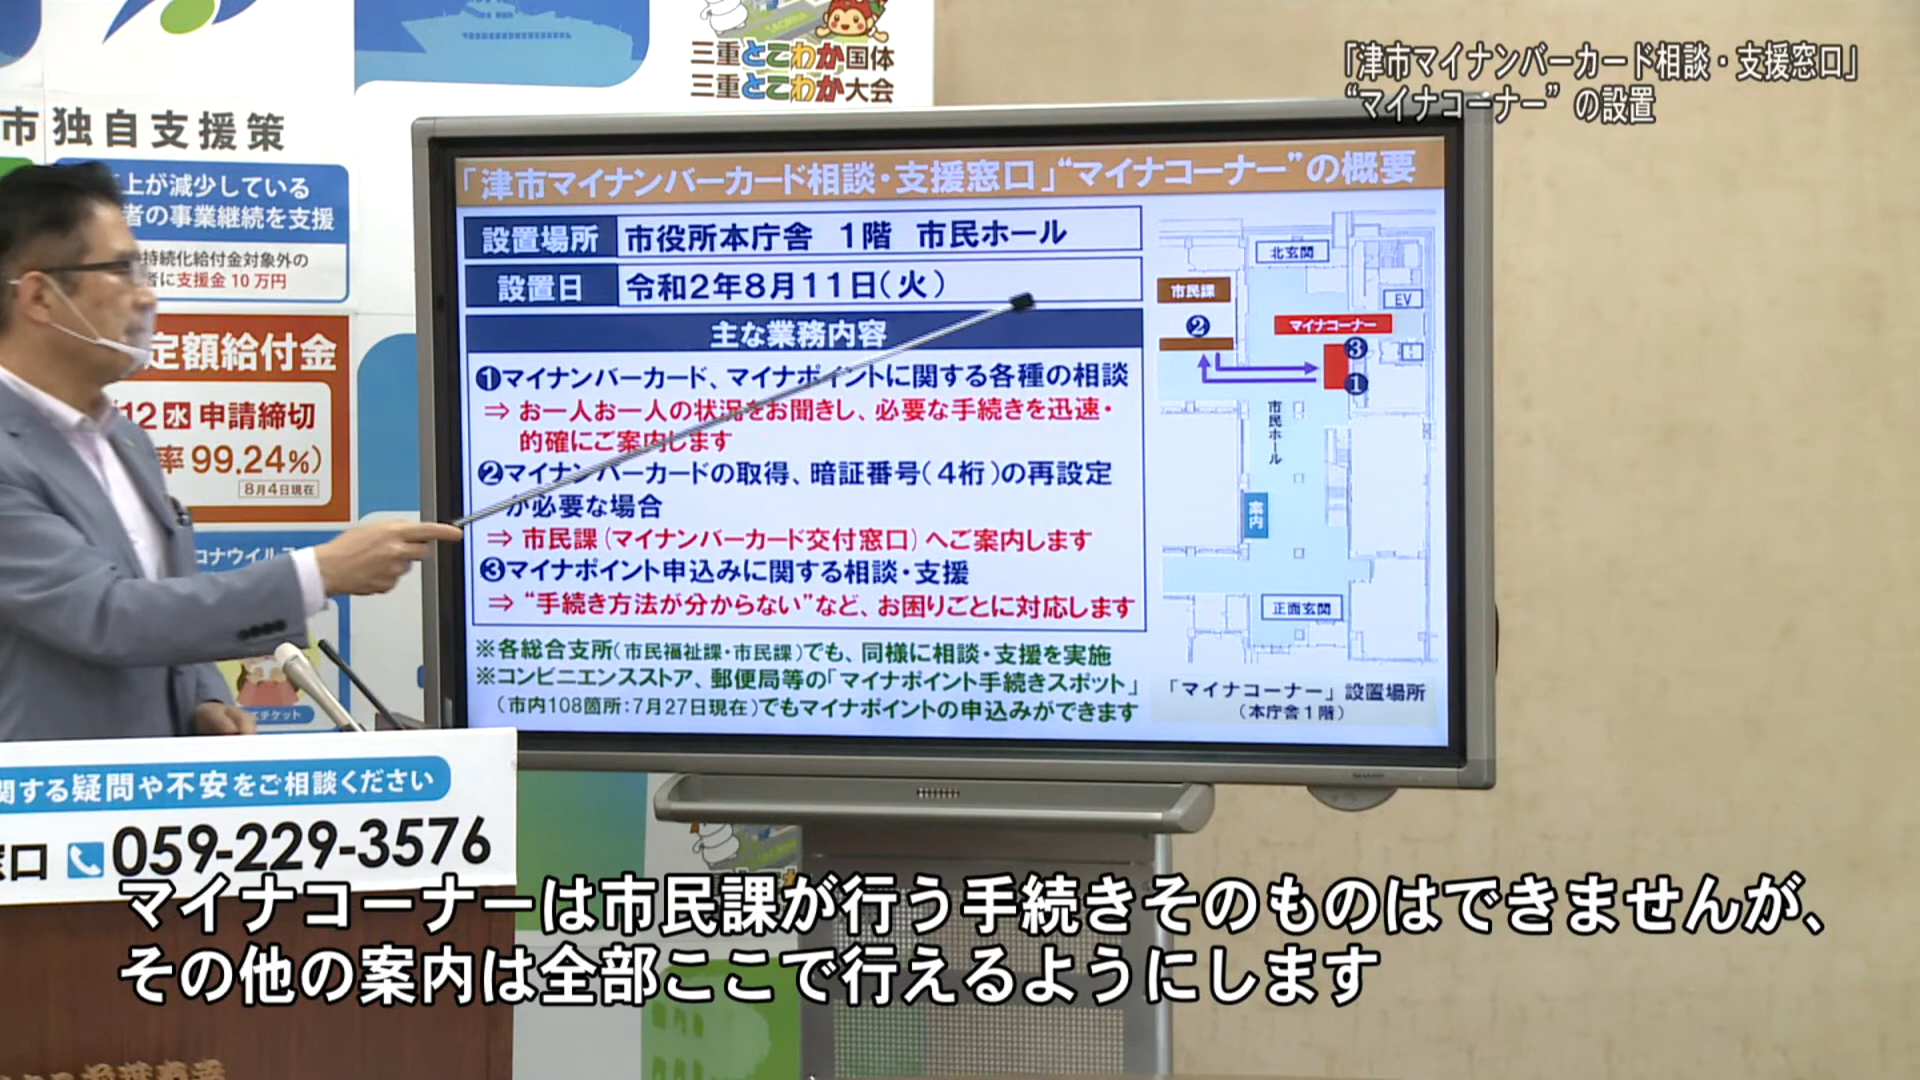 三重とこわか国体
三重とこわか大会
「津市マイナンバーカード相談・支援窓口」
“マイナコーナー”の設置
市独自支援策
上が減少している
者の事業継続を支援
持続化給付金対象外の
者に支援金10万円
定額給付金
12水 申請締切
率99.24%)
8月4日現在
コナウイルス
チケット
「津市マイナンバーカード相談・支援窓口」“マイナコーナー”の概要
設置場所 市役所本庁舎 1階 市民ホール
設置日 令和2年8月11日(火)
主な業務内容
❶マイナンバーカード、マイナポイントに関する各種の相談
⇒ お一人お一人の状況をお聞きし、必要な手続きを迅速・
的確にご案内します
❷マイナンバーカードの取得、暗証番号(4桁)の再設定
が必要な場合
⇒ 市民課(マイナンバーカード交付窓口)へご案内します
❸マイナポイント申込みに関する相談・支援
⇒ “手続き方法が分からない”など、お困りごとに対応します
※各総合支所(市民福祉課・市民課)でも、同様に相談・支援を実施
※コンビニエンスストア、郵便局等の「マイナポイント手続きスポット」
(市内108箇所:7月27日現在)でもマイナポイントの申込みができます
北玄関
市民課
EV
❷
マイナコーナー
❸
❶
市民ホール
案内
正面玄関
「マイナコーナー」設置場所
(本庁舎1階)
SHARP
関する疑問や不安をご相談ください
窓口 059-229-3576
マイナコーナーは市民課が行う手続きそのものはできませんが、
その他の案内は全部ここで行えるようにします